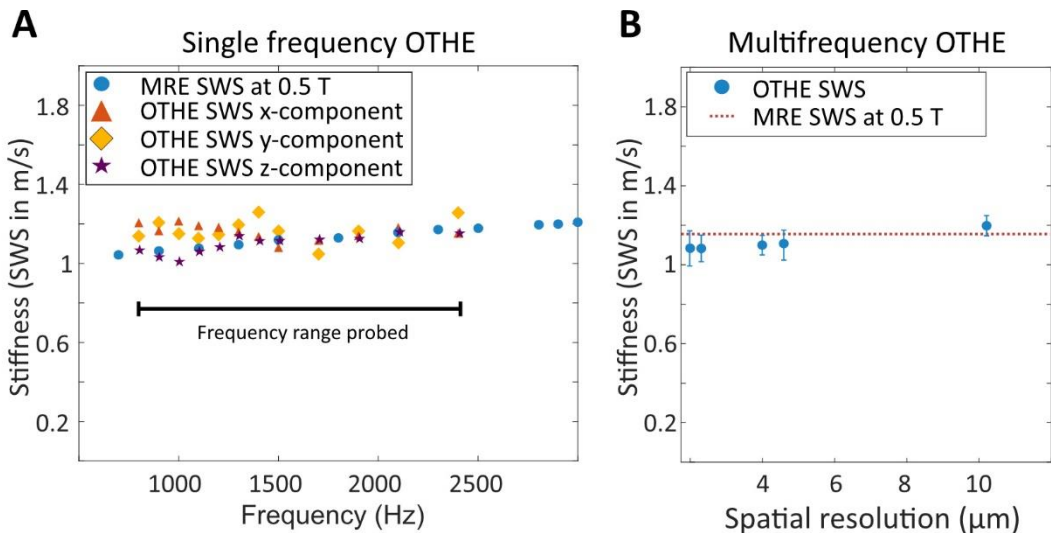 A
Single frequency OTHE
MRE SWS at 0.5 T
OTHE SWS x-component
OTHE SWS y-component
OTHE SWS z-component
1.8
1.4
1
0.6
0.2
Stiffness (SWS in m/s)
Frequency range probed
1000 1500 2000 2500
Frequency (Hz)
B
Multifrequency OTHE
OTHE SWS
MRE SWS at 0.5 T
1.8
1.4
1
0.6
0.2
Stiffness (SWS in m/s)
4 6 8 10
Spatial resolution (μm)